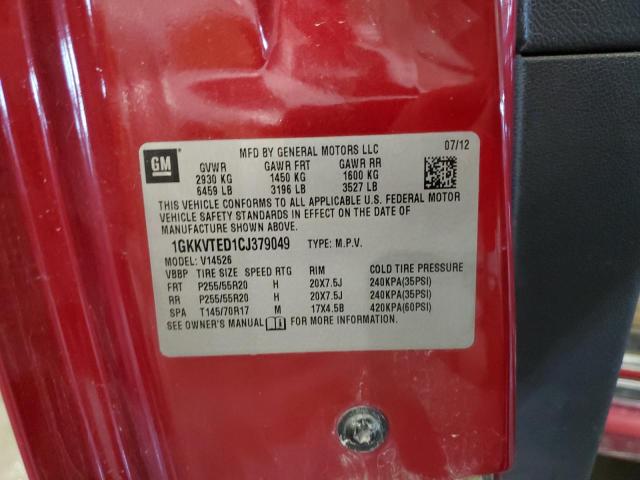 MFD BY GENERAL MOTORS LLC 07/12
GM
GVWR GAWR FRT GAWR RR
2930 KG 1450 KG 1600 KG
6459 LB 3196 LB 3527 LB
THIS VEHICLE CONFORMS TO ALL APPLICABLE U.S. FEDERAL MOTOR
VEHICLE SAFETY STANDARDS IN EFFECT ON THE DATE OF
MANUFACTURE SHOWN ABOVE.
1GKKVTED1CJ379049 TYPE: M.P.V.
MODEL: V14526
VBBP TIRE SIZE SPEED RTG RIM COLD TIRE PRESSURE
FRT P255/55R20 H 20X7.5J 240KPA(35PSI)
RR P255/55R20 H 20X7.5J 240KPA(35PSI)
SPA T145/70R17 M 17X4.5B 420KPA(60PSI)
SEE OWNER'S MANUAL FOR MORE INFORMATION.